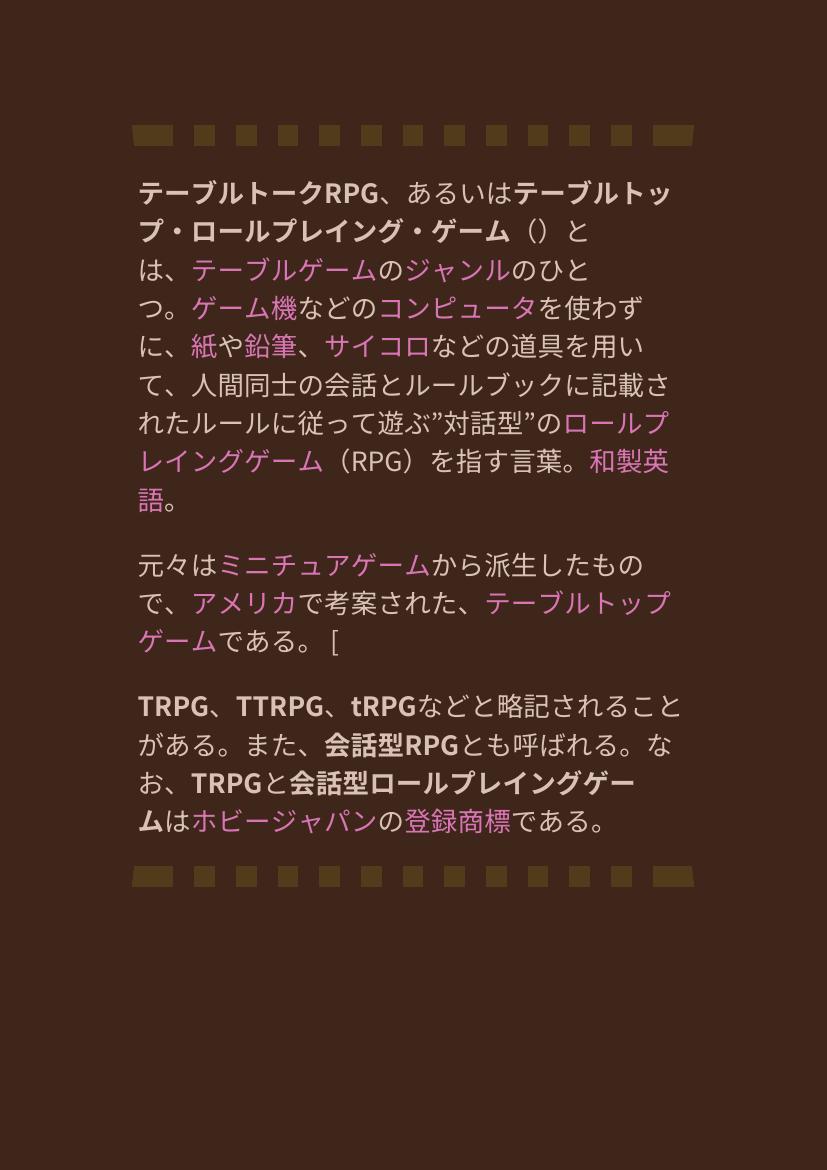 テーブルトークRPG、あるいはテーブルトッ
プ・ロールプレイング・ゲーム（）と
は、テーブルゲームのジャンルのひと
つ。ゲーム機などのコンピュータを使わず
に、紙や鉛筆、サイコロなどの道具を用い
て、人間同士の会話とルールブックに記載さ
れたルールに従って遊ぶ”対話型”のロールプ
レイングゲーム（RPG）を指す言葉。和製英
語。
元々はミニチュアゲームから派生したもの
で、アメリカで考案された、テーブルトップ
ゲームである。 [
TRPG、TTRPG、tRPGなどと略記されること
がある。また、会話型RPGとも呼ばれる。な
お、TRPGと会話型ロールプレイングゲー
ムはホビージャパンの登録商標である。